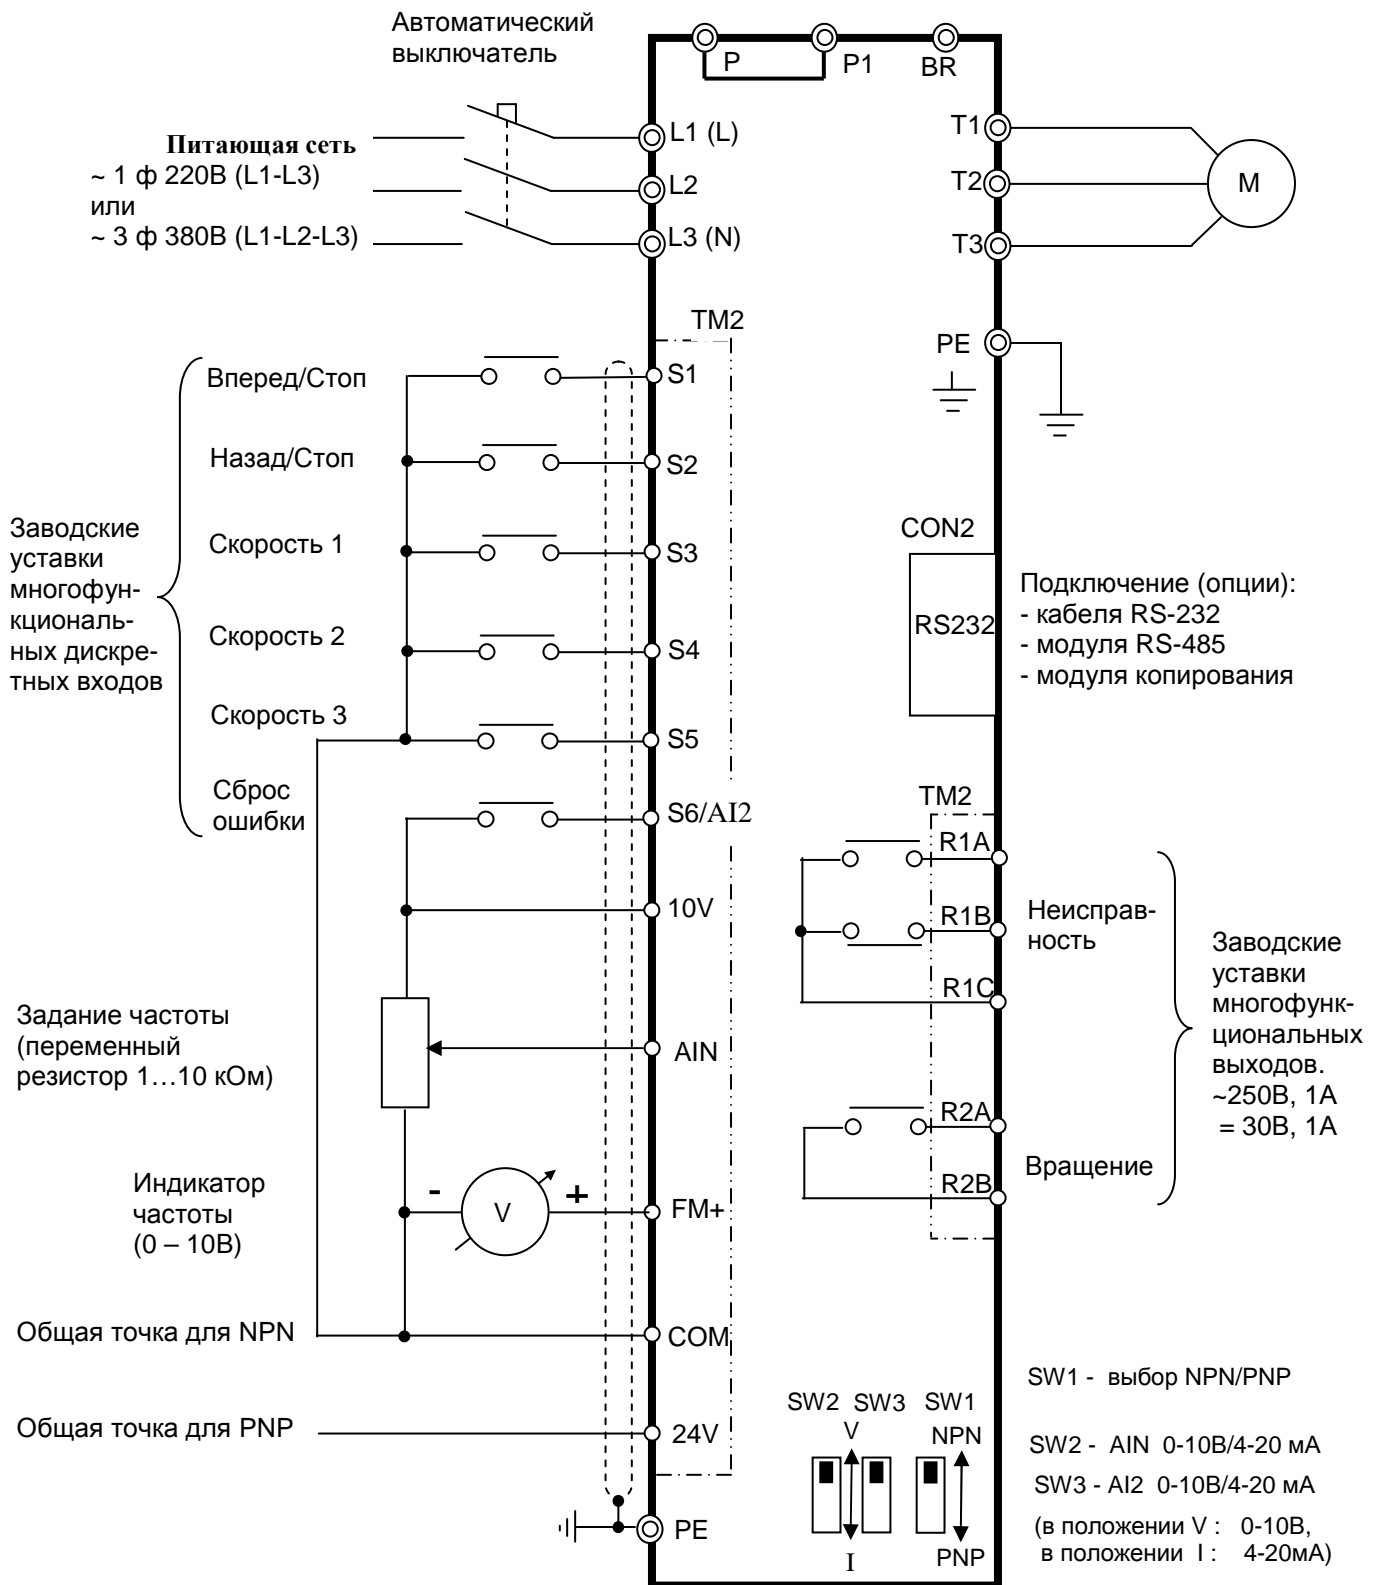 Автоматический
выключатель
P
P1
BR
Питающая сеть
~ 1 ф 220В (L1-L3)
или
~ 3 ф 380В (L1-L2-L3)
L1 (L)
L2
L3 (N)
T1
T2
T3
M
PE
TM2
Заводские
уставки
многофун-
кциональ-
ных дискре-
тных входов
Вперед/Стоп
S1
Назад/Стоп
S2
Скорость 1
S3
Скорость 2
S4
Скорость 3
S5
Сброс
ошибки
S6/AI2
10V
Задание частоты
(переменный
резистор 1…10 кОм)
AIN
Индикатор
частоты
(0 – 10В)
-
V
+
FM+
Общая точка для NPN
COM
Общая точка для PNP
24V
PE
CON2
RS232
Подключение (опции):
- кабеля RS-232
- модуля RS-485
- модуля копирования
TM2
R1A
R1B
R1C
Неисправ-
ность
R2A
R2B
Вращение
Заводские
уставки
многофунк-
циональных
выходов.
~250В, 1А
= 30В, 1А
SW2 SW3 SW1
V
NPN
I
PNP
SW1 - выбор NPN/PNP
SW2 - AIN 0-10В/4-20 мА
SW3 - AI2 0-10В/4-20 мА
(в положении V : 0-10В,
в положении I : 4-20мА)